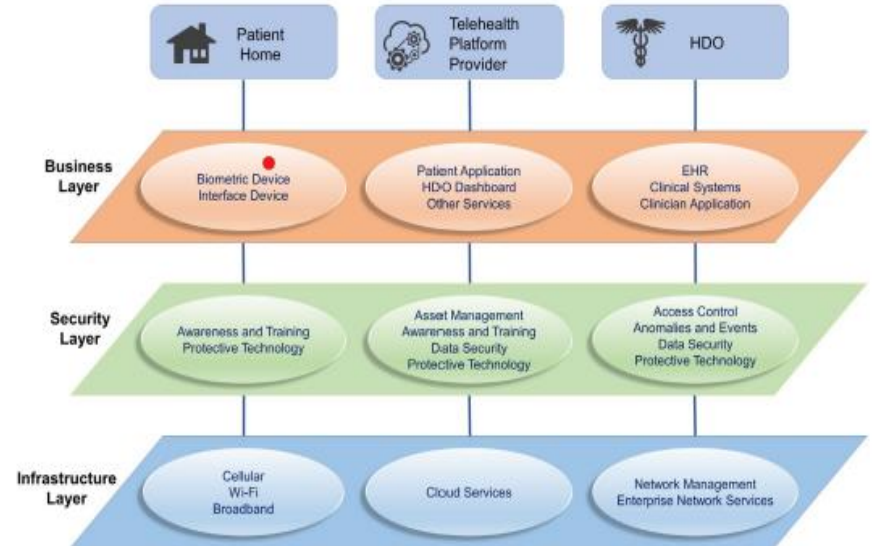 Patient
Home
Telehealth
Platform
Provider
HDO
Business
Layer
Biometric Device
Interface Device
Patient Application
HDO Dashboard
Other Services
EHR
Clinical Systems
Clinician Application
Security
Layer
Awareness and Training
Protective Technology
Asset Management
Awareness and Training
Data Security
Protective Technology
Access Control
Anomalies and Events
Data Security
Protective Technology
Infrastructure
Layer
Cellular
Wi-Fi
Broadband
Cloud Services
Network Management
Enterprise Network Services